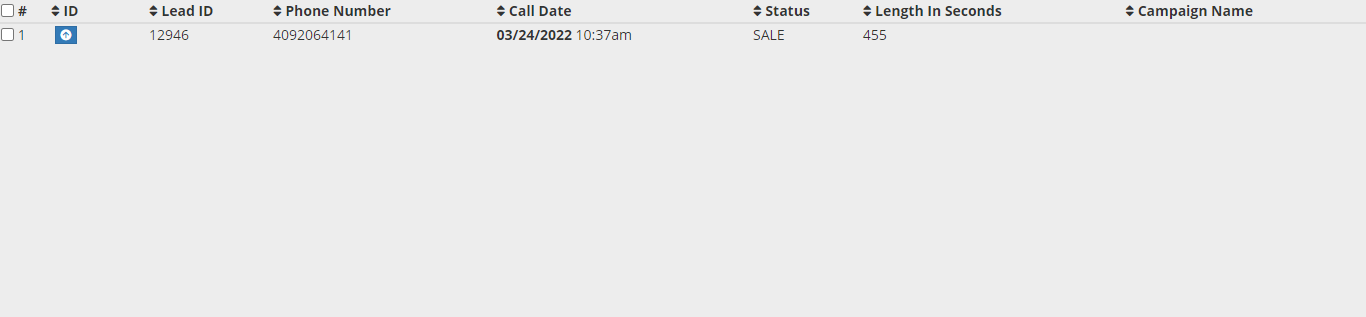 # ID Lead ID Phone Number Call Date Status Length In Seconds Campaign Name
1 12946 4092064141 03/24/2022 10:37am SALE 455